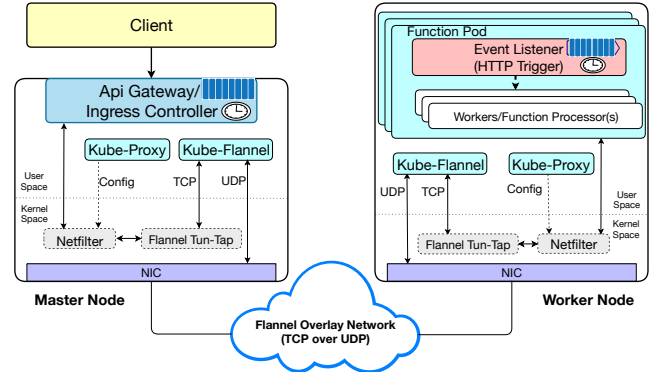 Client
Api Gateway/
Ingress Controller
Kube-Proxy
Kube-Flannel
Config
TCP
UDP
User
Space
Kernel
Space
Netfilter
Flannel Tun-Tap
NIC
Master Node
Function Pod
Event Listener
(HTTP Trigger)
Workers/Function Processor(s)
Kube-Flannel
Kube-Proxy
UDP
TCP
Config
User
Space
Kernel
Space
Flannel Tun-Tap
Netfilter
NIC
Worker Node
Flannel Overlay Network
(TCP over UDP)